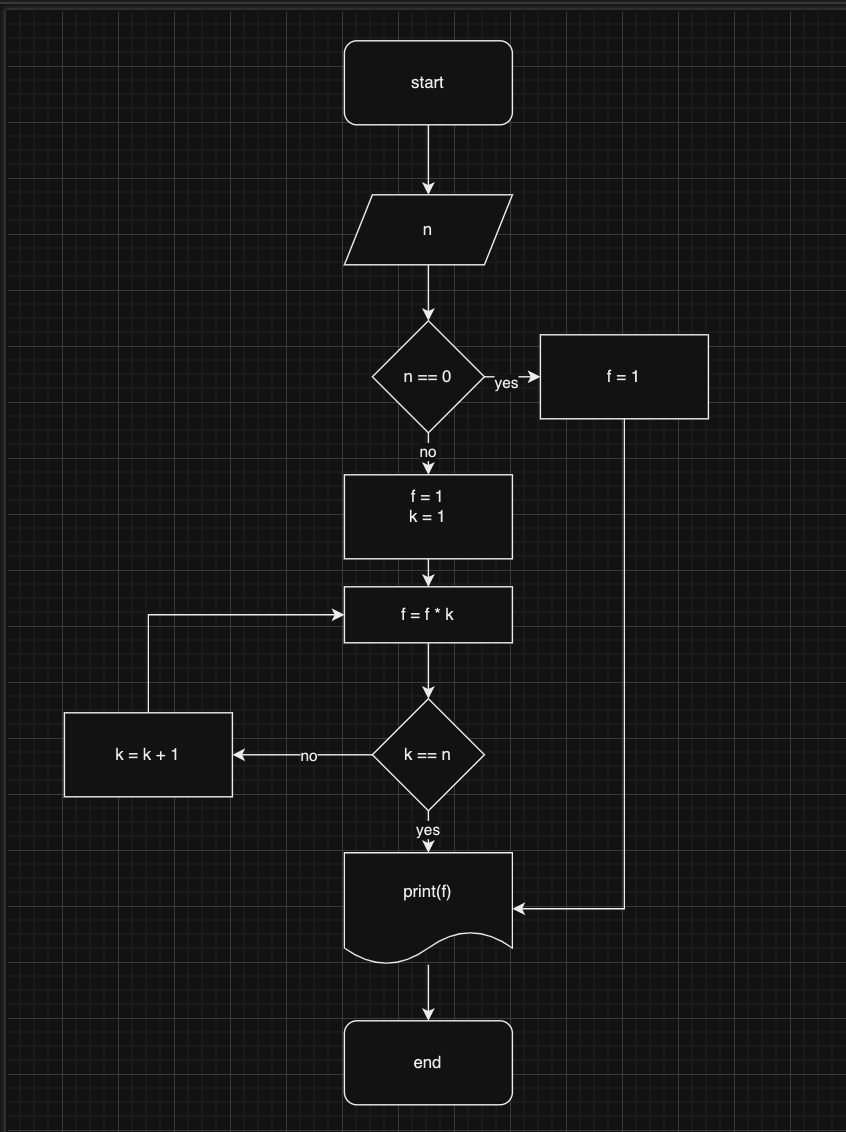 start
n
n == 0
yes
f = 1
no
f = 1
k = 1
f = f * k
k = k + 1
no
k == n
yes
print(f)
end